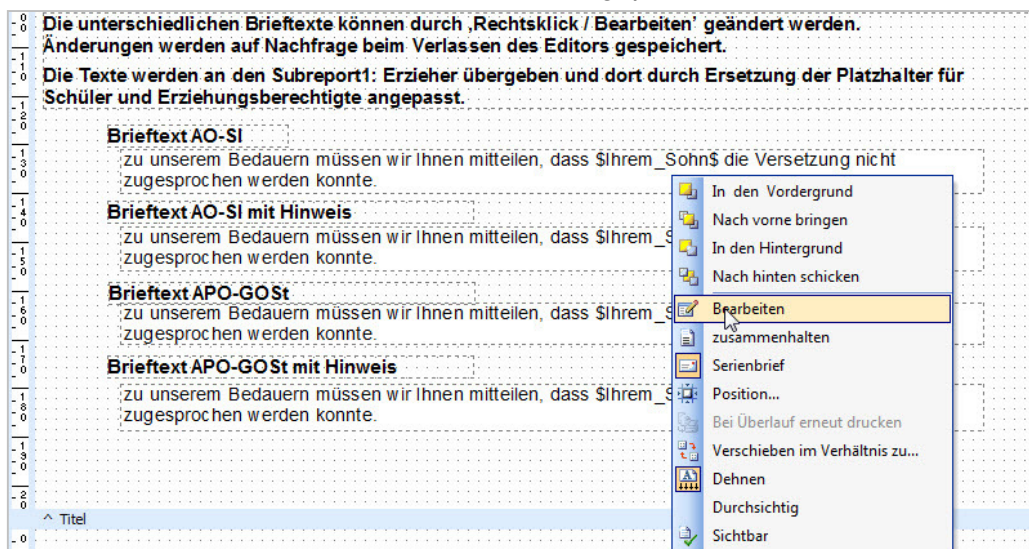 Die unterschiedlichen Brieftexte können durch ‚Rechtsklick / Bearbeiten' geändert werden.
Änderungen werden auf Nachfrage beim Verlassen des Editors gespeichert.
Die Texte werden an den Subreport1: Erzieher übergeben und dort durch Ersetzung der Platzhalter für
Schüler und Erziehungsberechtigte angepasst.
Brieftext AO-SI
zu unserem Bedauern müssen wir Ihnen mitteilen, dass $Ihrem_Sohn$ die Versetzung nicht
zugesprochen werden konnte.
Brieftext AO-SI mit Hinweis
zu unserem Bedauern müssen wir Ihnen mitteilen, dass $Ihrem_S
zugesprochen werden konnte.
Brieftext APO-GOSt
zu unserem Bedauern müssen wir Ihnen mitteilen, dass $Ihrem_S
zugesprochen werden konnte.
Brieftext APO-GOSt mit Hinweis
zu unserem Bedauern müssen wir Ihnen mitteilen, dass $Ihrem_S
zugesprochen werden konnte.
In den Vordergrund
Nach vorne bringen
In den Hintergrund
Nach hinten schicken
Bearbeiten
zusammenhalten
Serienbrief
Position...
Bei Überlauf erneut drucken
Verschieben im Verhältnis zu...
Dehnen
Durchsichtig
Sichtbar
^ Titel